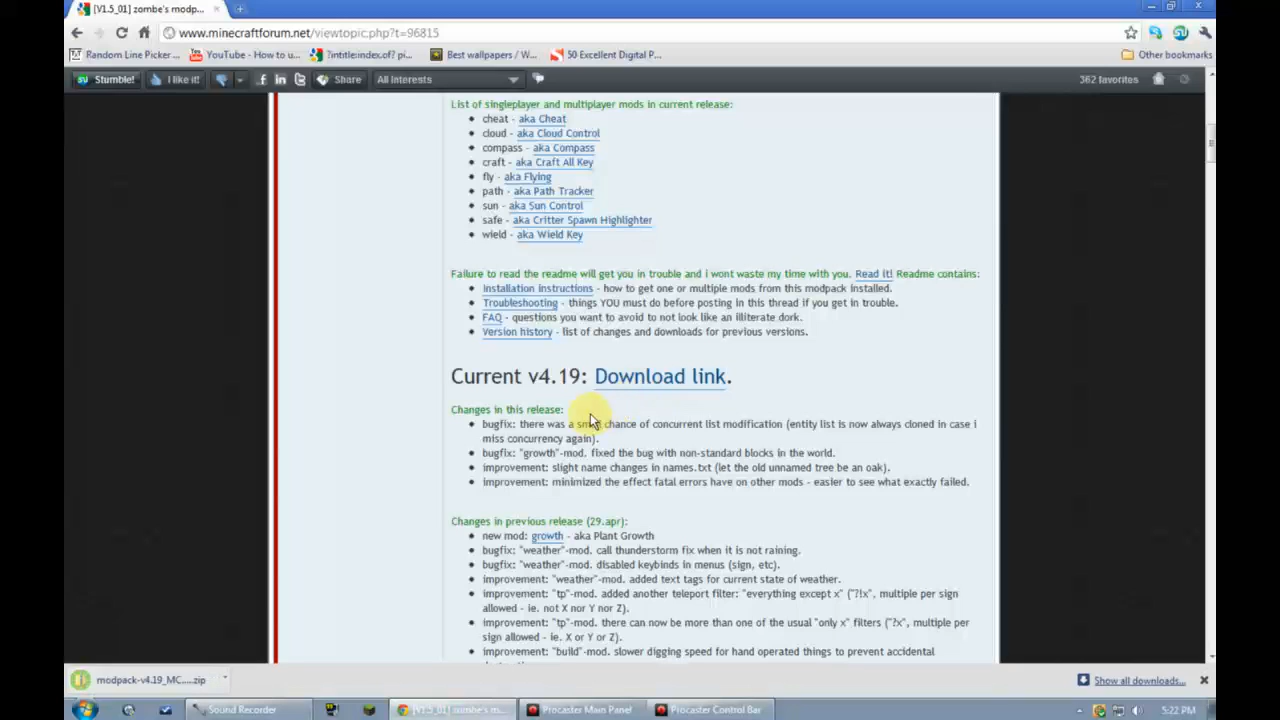 [V1.5_01] zombe's modp...
www.minecraftforum.net/viewtopic.php?t=96815
Random Line Picker ... YouTube - How to u... ?intitle:index.of? pi... Best wallpapers / W... 50 Excellent Digital P... Other bookmarks
Stumble! I like it! Share All Interests 362 favorites
List of singleplayer and multiplayer mods in current release:
cheat - aka Cheat
cloud - aka Cloud Control
compass - aka Compass
craft - aka Craft All Key
fly - aka Flying
path - aka Path Tracker
sun - aka Sun Control
safe - aka Critter Spawn Highlighter
wield - aka Wield Key
Failure to read the readme will get you in trouble and i wont waste my time with you. Read it! Readme contains:
Installation instructions - how to get one or multiple mods from this modpack installed.
Troubleshooting - things YOU must do before posting in this thread if you get in trouble.
FAQ - questions you want to avoid to not look like an illiterate dork.
Version history - list of changes and downloads for previous versions.
Current v4.19: Download link.
Changes in this release:
bugfix: there was a small chance of concurrent list modification (entity list is now always cloned in case i
miss concurrency again).
bugfix: "growth"-mod. fixed the bug with non-standard blocks in the world.
improvement: slight name changes in names.txt (let the old unnamed tree be an oak).
improvement: minimized the effect fatal errors have on other mods - easier to see what exactly failed.
Changes in previous release (29.apr):
new mod: growth - aka Plant Growth
bugfix: "weather"-mod. call thunderstorm fix when it is not raining.
bugfix: "weather"-mod. disabled keybinds in menus (sign, etc).
improvement: "weather"-mod. added text tags for current state of weather.
improvement: "tp"-mod. added another teleport filter: "everything except x" ("?!x", multiple per sign
allowed - ie. not X nor Y nor Z).
improvement: "tp"-mod. there can now be more than one of the usual "only x" filters ("?x", multiple per
sign allowed - ie. X or Y or Z).
improvement: "build"-mod. slower digging speed for hand operated things to prevent accidental
modpack-v4.19_MC.....zip Show all downloads...
Sound Recorder [V1.5_01] zombe's m... Procaster Main Panel Procaster Control Bar 5:22 PM